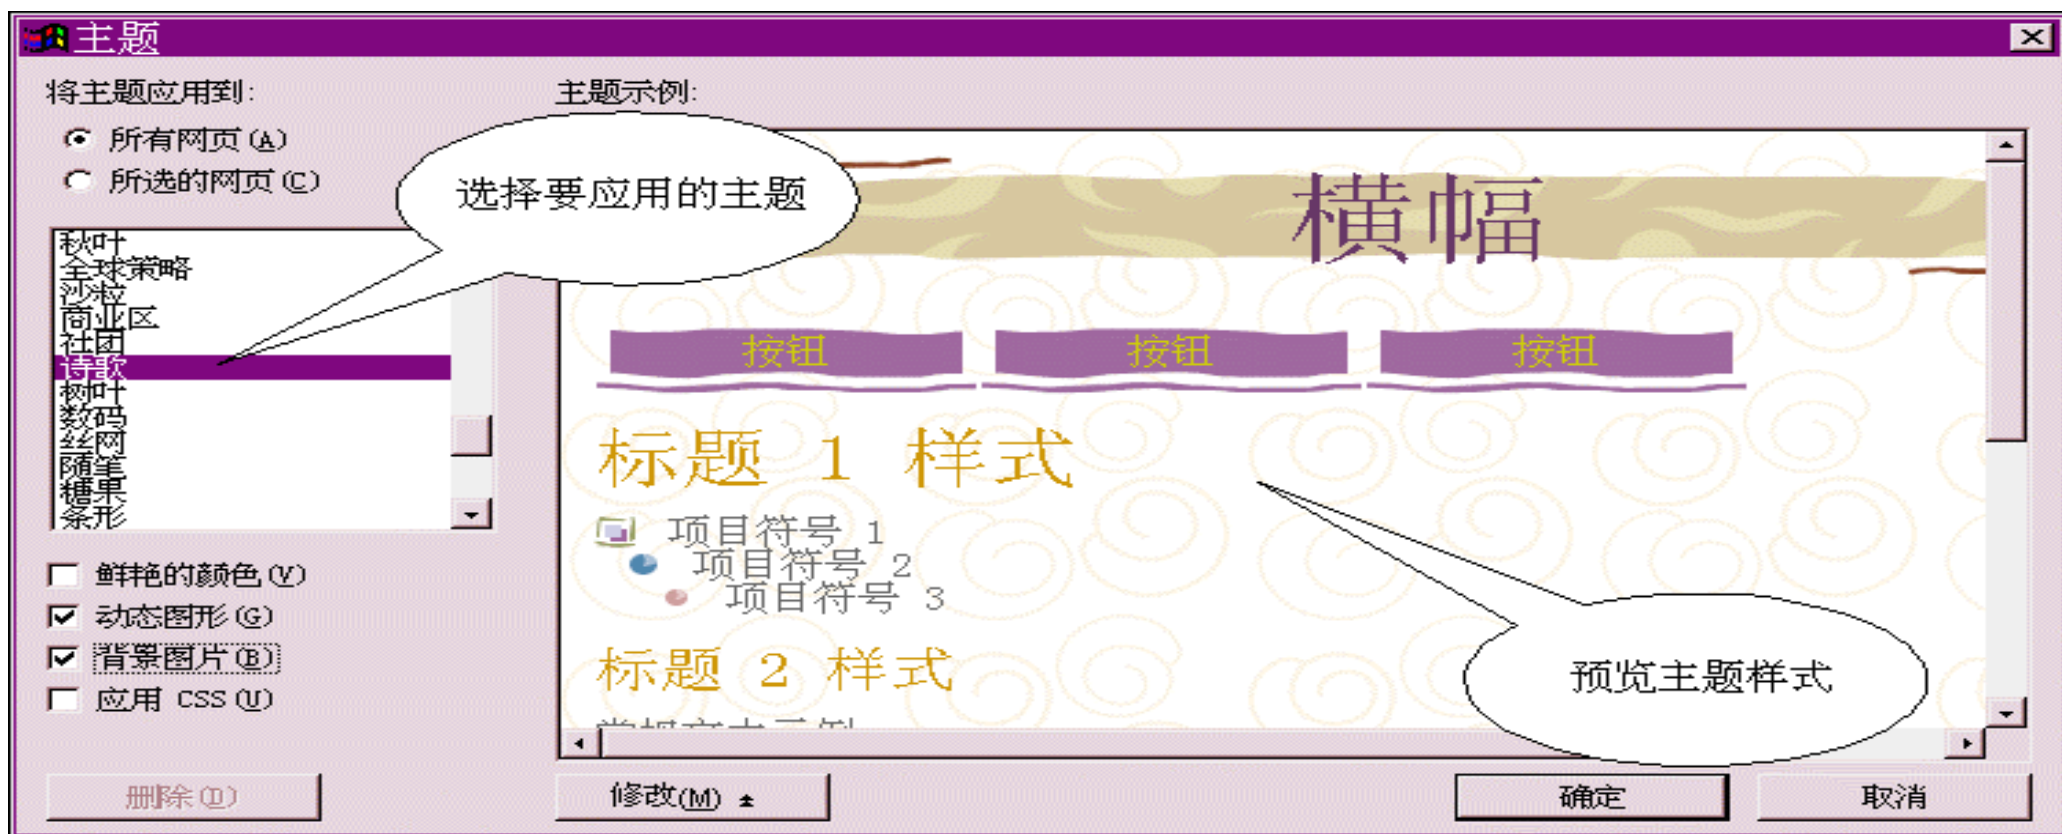 主题
将主题应用到:
所有网页(A)
所选的网页(C)
秋叶
全球策略
沙粒
商业区
社团
诗歌
树叶
数码
丝网
随笔
糖果
条形
鲜艳的颜色(V)
动态图形(G)
背景图片(B)
应用 CSS(U)
删除(D)
主题示例:
选择要应用的主题
横幅
按钮 按钮 按钮
标题 1 样式
项目符号 1
项目符号 2
项目符号 3
标题 2 样式
预览主题样式
修改(M)
确定
取消